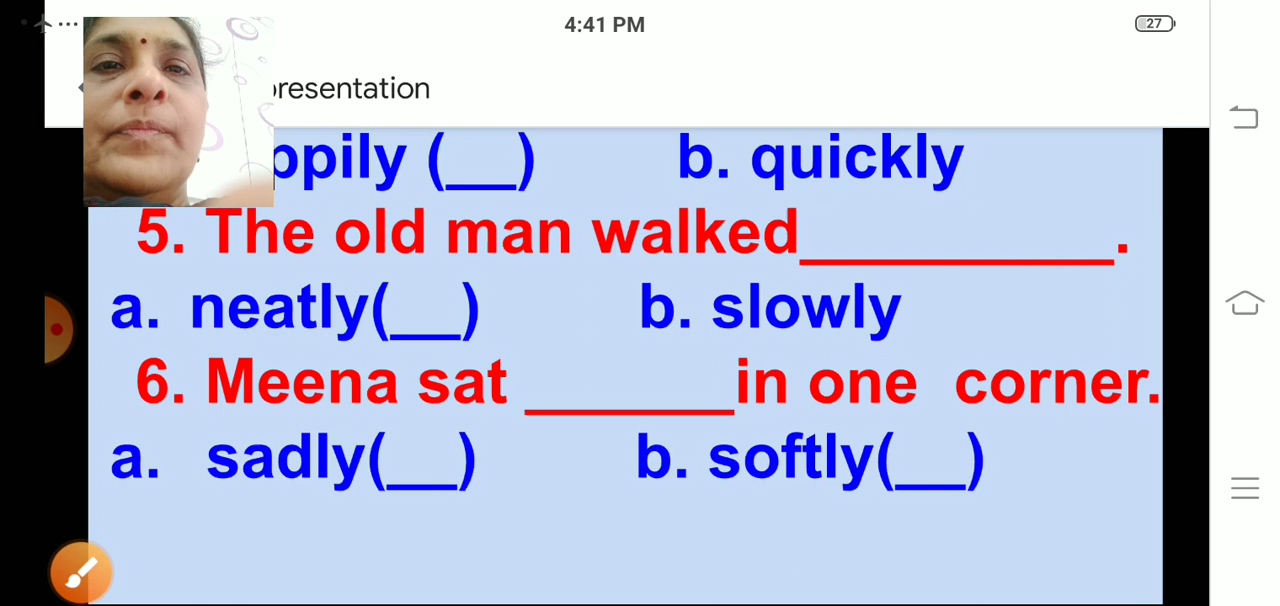 4:41 PM
27
presentation
ppily (__) b. quickly
5. The old man walked__________.
a. neatly(__) b. slowly
6. Meena sat _______in one corner.
a. sadly(__) b. softly(__)